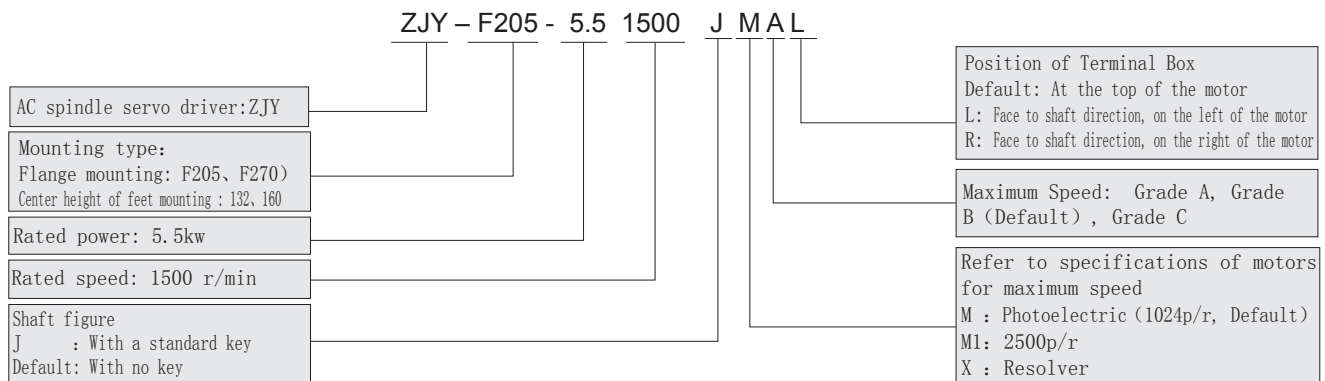 ZJY – F205 - 5.5 1500 J M A L
AC spindle servo driver:ZJY
Mounting type:
Flange mounting: F205、F270)
Center height of feet mounting : 132、160
Rated power: 5.5kw
Rated speed: 1500 r/min
Shaft figure
J : With a standard key
Default: With no key
Position of Terminal Box
Default: At the top of the motor
L: Face to shaft direction, on the left of the motor
R: Face to shaft direction, on the right of the motor
Maximum Speed: Grade A, Grade
B (Default) , Grade C
Refer to specifications of motors
for maximum speed
M : Photoelectric (1024p/r, Default)
M1: 2500p/r
X : Resolver